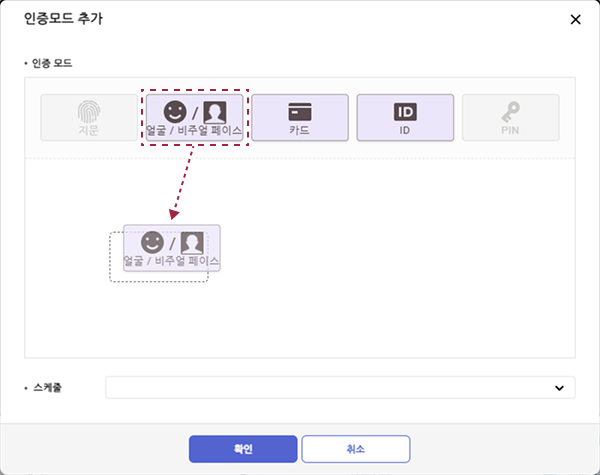 인증모드 추가
• 인증 모드
지문
/
얼굴 / 비주얼 페이스
카드
ID
ID
PIN
/
얼굴 / 비주얼 페이스
• 스케줄
확인
취소